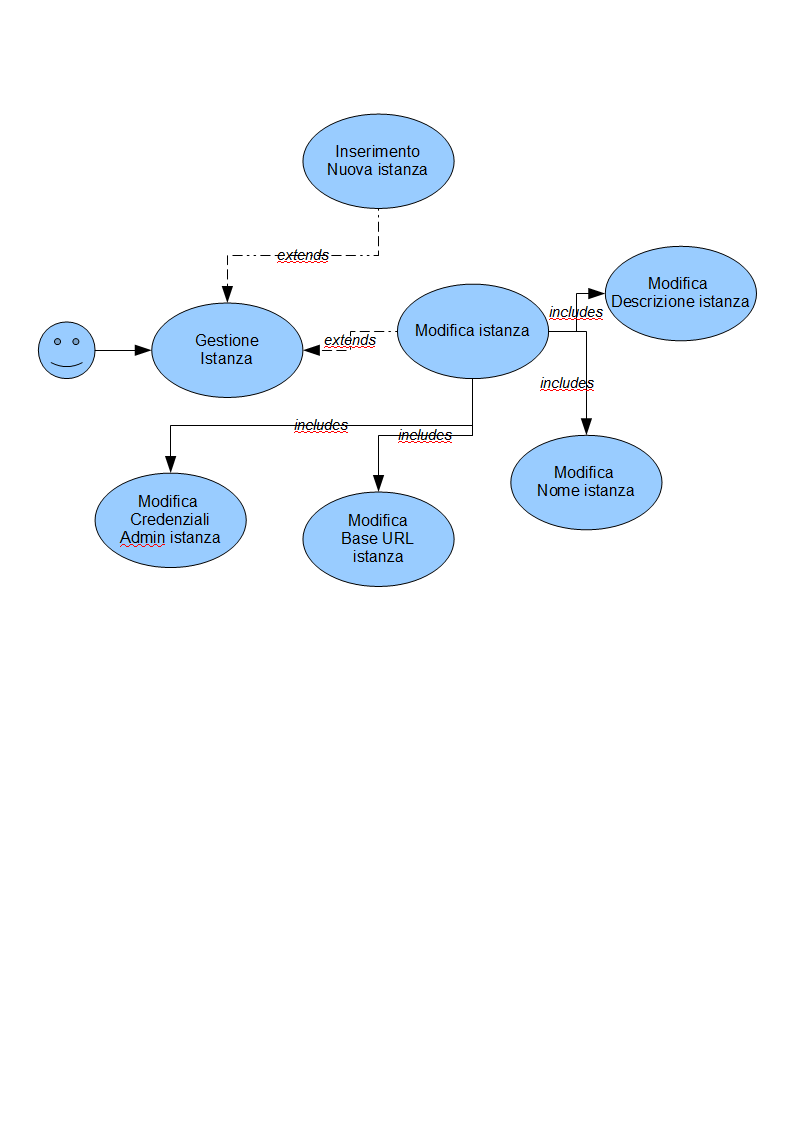 Inserimento
Nuova istanza
extends
Modifica
Descrizione istanza
includes
Modifica istanza
Gestione
Istanza
extends
includes
includes
includes
Modifica
Nome istanza
Modifica
Credenziali
Admin istanza
Modifica
Base URL
istanza